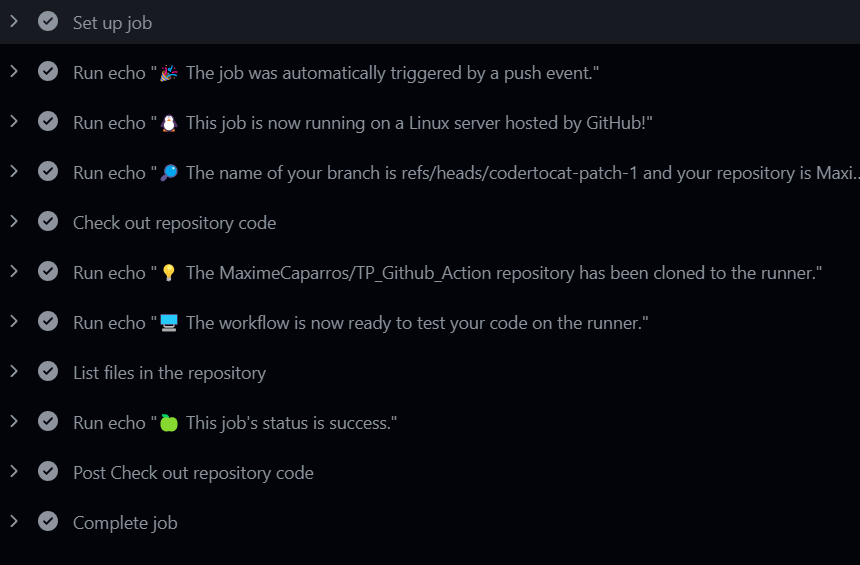 Set up job
Run echo "🎉 The job was automatically triggered by a push event."
Run echo "🐧 This job is now running on a Linux server hosted by GitHub!"
Run echo "🔎 The name of your branch is refs/heads/codertocat-patch-1 and your repository is Maxi...
Check out repository code
Run echo "💡 The MaximeCaparros/TP_Github_Action repository has been cloned to the runner."
Run echo "🖥️ The workflow is now ready to test your code on the runner."
List files in the repository
Run echo "🍏 This job's status is success."
Post Check out repository code
Complete job